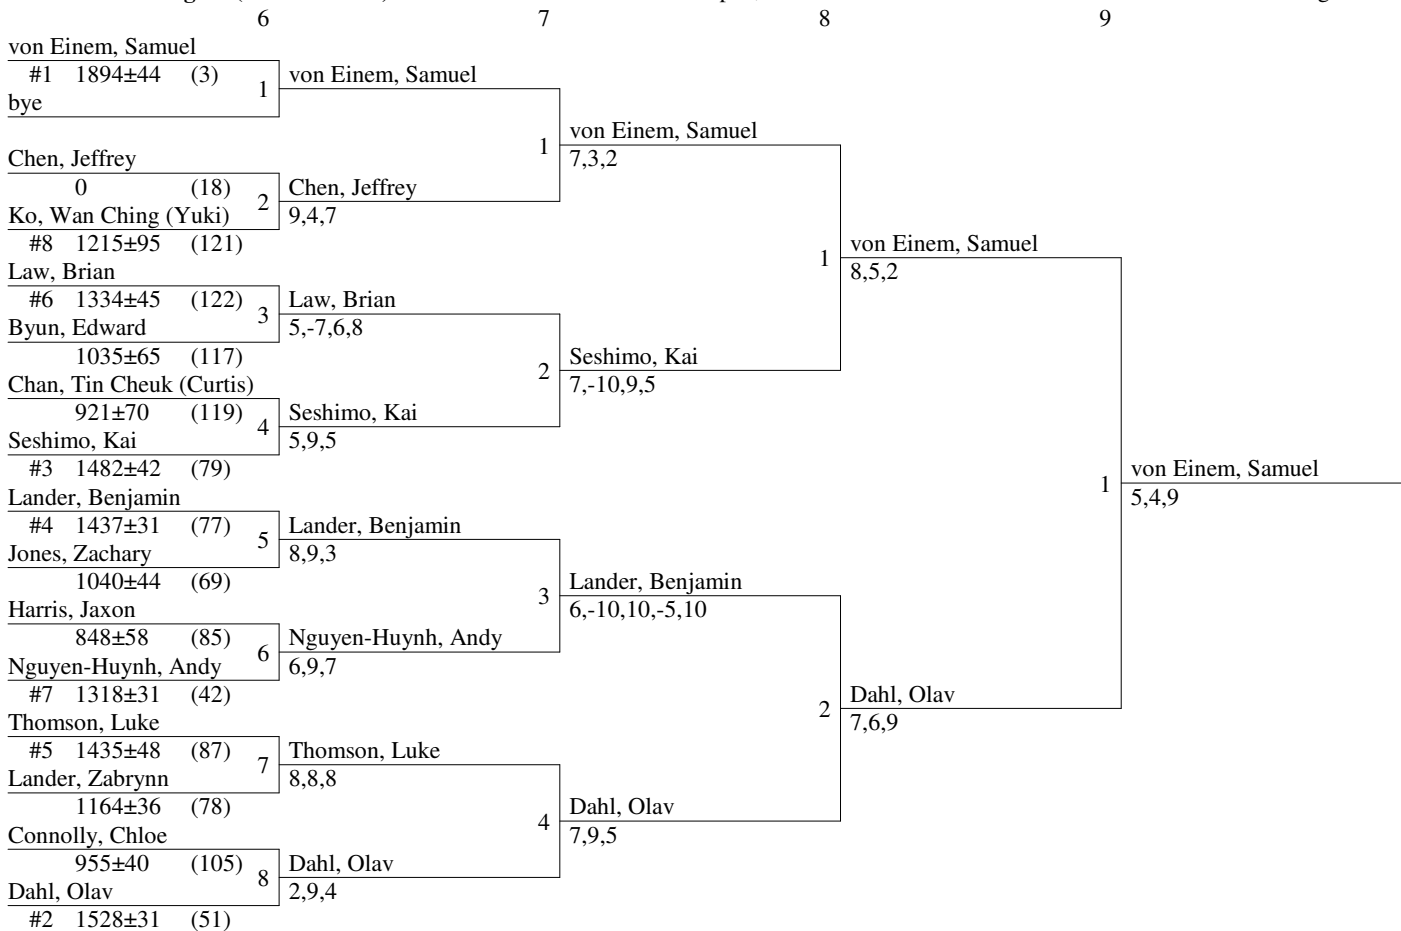 6 7 8 9
von Einem, Samuel
#1 1894±44 (3)
bye
1
von Einem, Samuel
Chen, Jeffrey
0 (18)
Ko, Wan Ching (Yuki)
#8 1215±95 (121)
2
Chen, Jeffrey
9,4,7
1
von Einem, Samuel
7,3,2
Law, Brian
#6 1334±45 (122)
Byun, Edward
1035±65 (117)
3
Law, Brian
5,-7,6,8
Chan, Tin Cheuk (Curtis)
921±70 (119)
Seshimo, Kai
#3 1482±42 (79)
4
Seshimo, Kai
5,9,5
2
Seshimo, Kai
7,-10,9,5
1
von Einem, Samuel
8,5,2
Lander, Benjamin
#4 1437±31 (77)
Jones, Zachary
1040±44 (69)
5
Lander, Benjamin
8,9,3
Harris, Jaxon
848±58 (85)
Nguyen-Huynh, Andy
#7 1318±31 (42)
6
Nguyen-Huynh, Andy
6,9,7
3
Lander, Benjamin
6,-10,10,-5,10
Thomson, Luke
#5 1435±48 (87)
Lander, Zabrynn
1164±36 (78)
7
Thomson, Luke
8,8,8
Connolly, Chloe
955±40 (105)
Dahl, Olav
#2 1528±31 (51)
8
Dahl, Olav
2,9,4
4
Dahl, Olav
7,9,5
2
Dahl, Olav
7,6,9
1
von Einem, Samuel
5,4,9